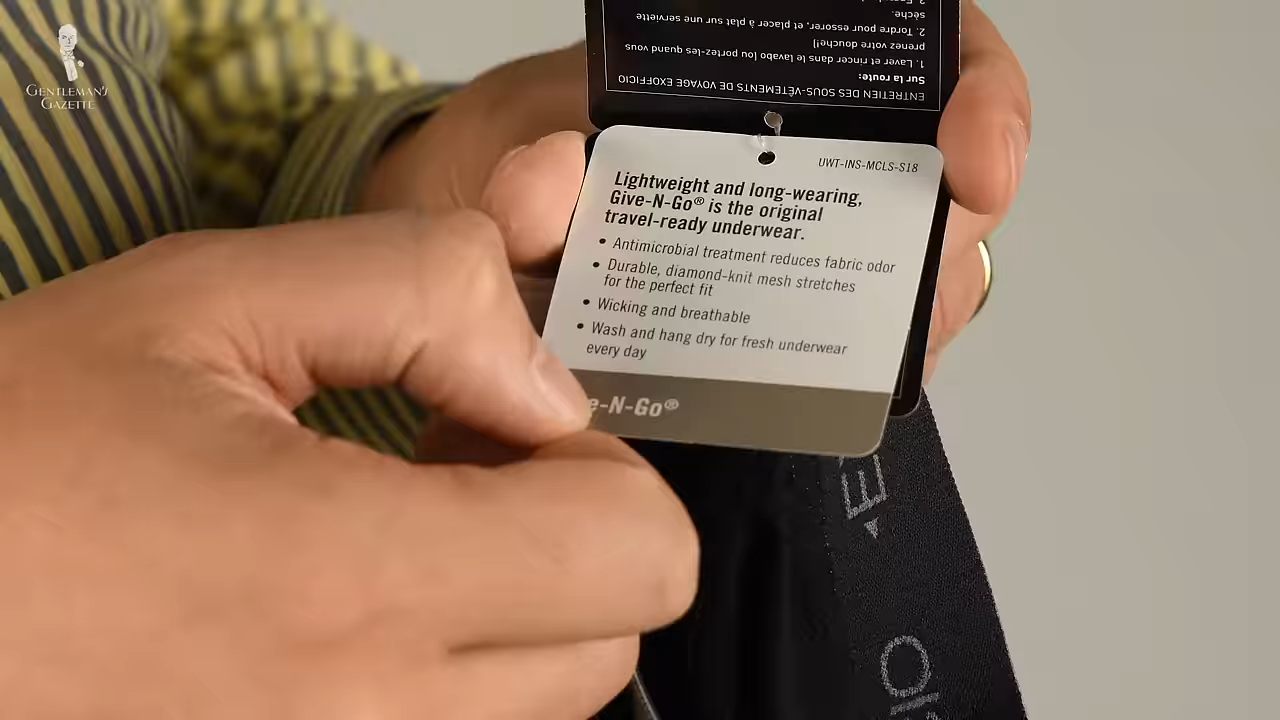 GENTLEMAN'S
GAZETTE
ENTRETIEN DES SOUS-VÊTEMENTS DE VOYAGE EXOFFICIO
Sur la route:
1. Laver et rincer dans le lavabo [ou portez-les quand vous
prenez votre douche!]
2. Tordre pour essorer, et placer à plat sur une serviette
sèche.
UWT-INS-MCLS-S18
Lightweight and long-wearing,
Give-N-Go® is the original
travel-ready underwear.
• Antimicrobial treatment reduces fabric odor
• Durable, diamond-knit mesh stretches
for the perfect fit
• Wicking and breathable
• Wash and hang dry for fresh underwear
every day
e-N-Go®